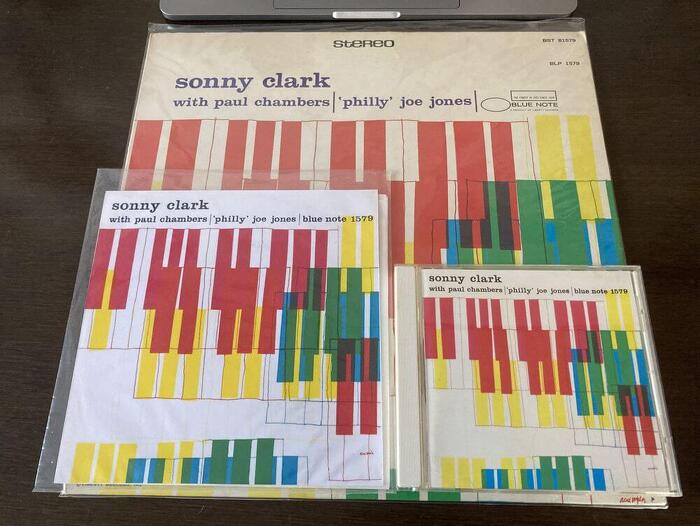 stereo
BST 81579
BLP 1579
sonny clark
with paul chambers | 'philly' joe jones |
BLUE NOTE
sonny clark
with paul chambers | 'philly' joe jones | blue note 1579
sonny clark
with paul chambers | 'philly' joe jones | blue note 1579